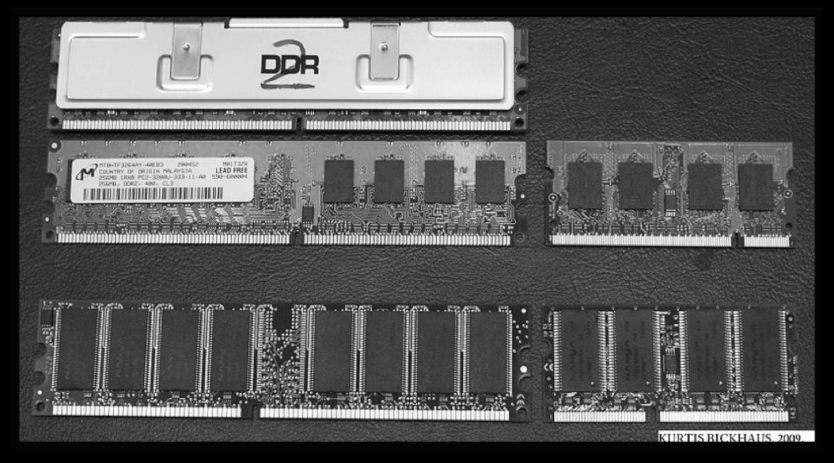 DDR
2
MT8HTF3264AY-40EB3 200452
COUNTRY OF ORIGIN MALAYSIA LEAD FREE
256MB 1RX8 PC2-3200U-333-11-A0
256MB, DDR2, 400, CL3
KURTIS BICKHAUS, 2009.